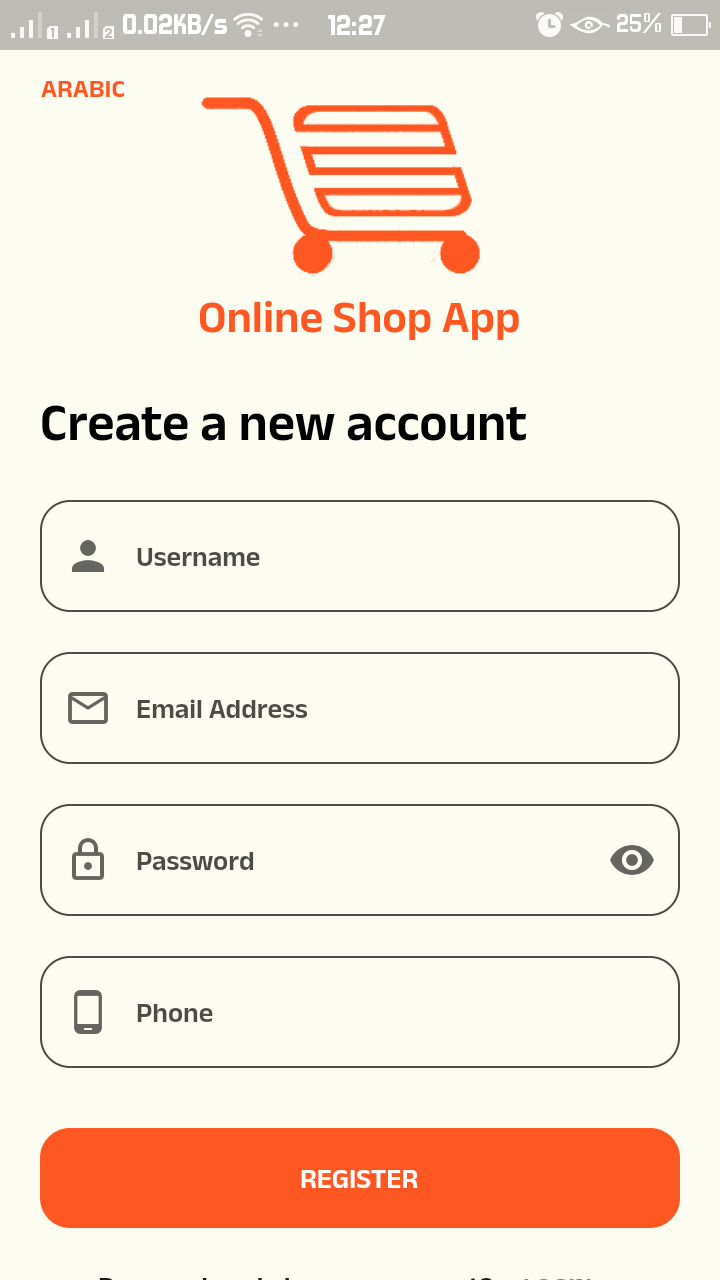 1 2 0.02KB/s 12:27 25%
ARABIC
Online Shop App
Create a new account
Username
Email Address
Password
Phone
REGISTER